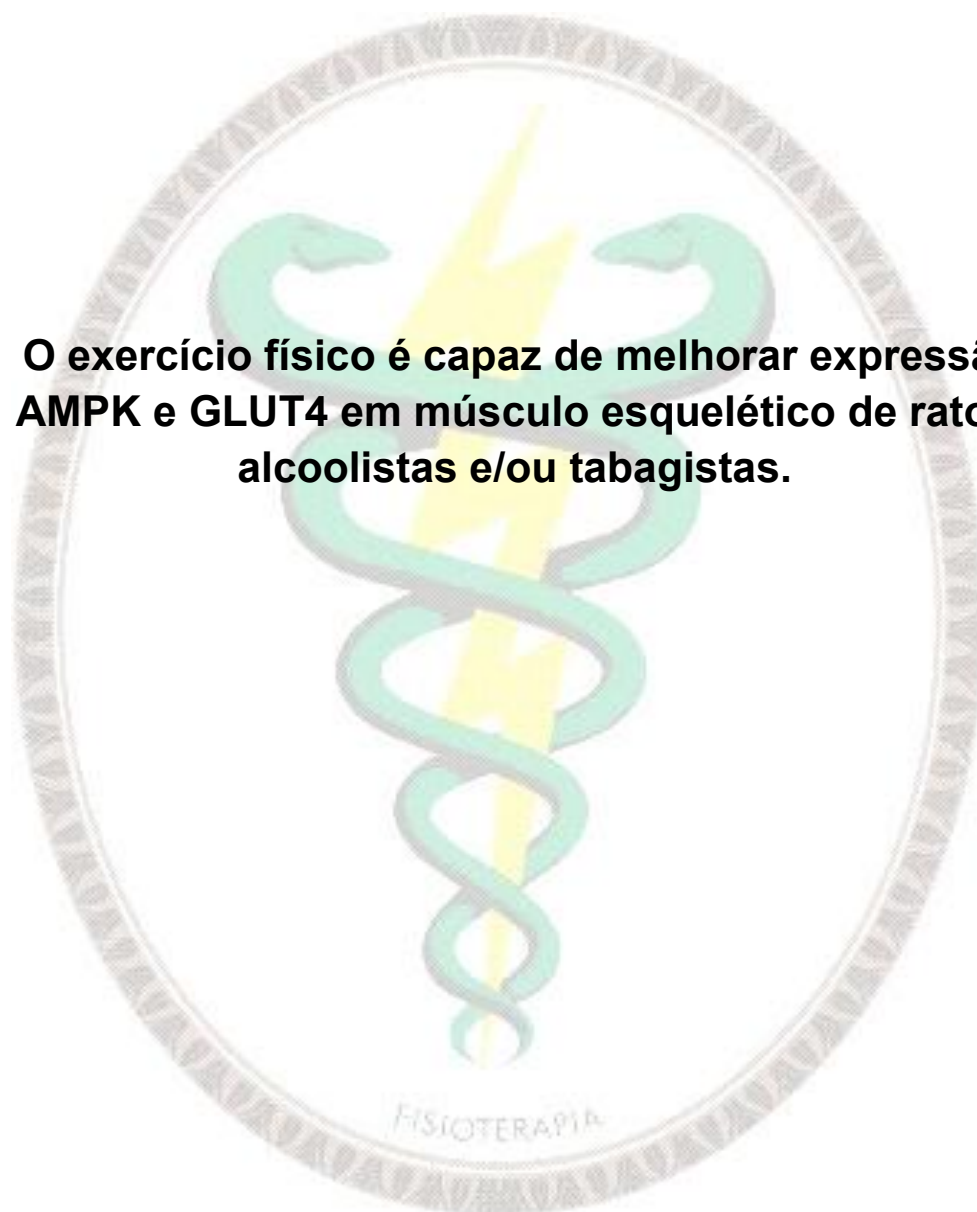 O exercício físico é capaz de melhorar expressã
AMPK e GLUT4 em músculo esquelético de rato
alcoolistas e/ou tabagistas.
FISIOTERAPIA